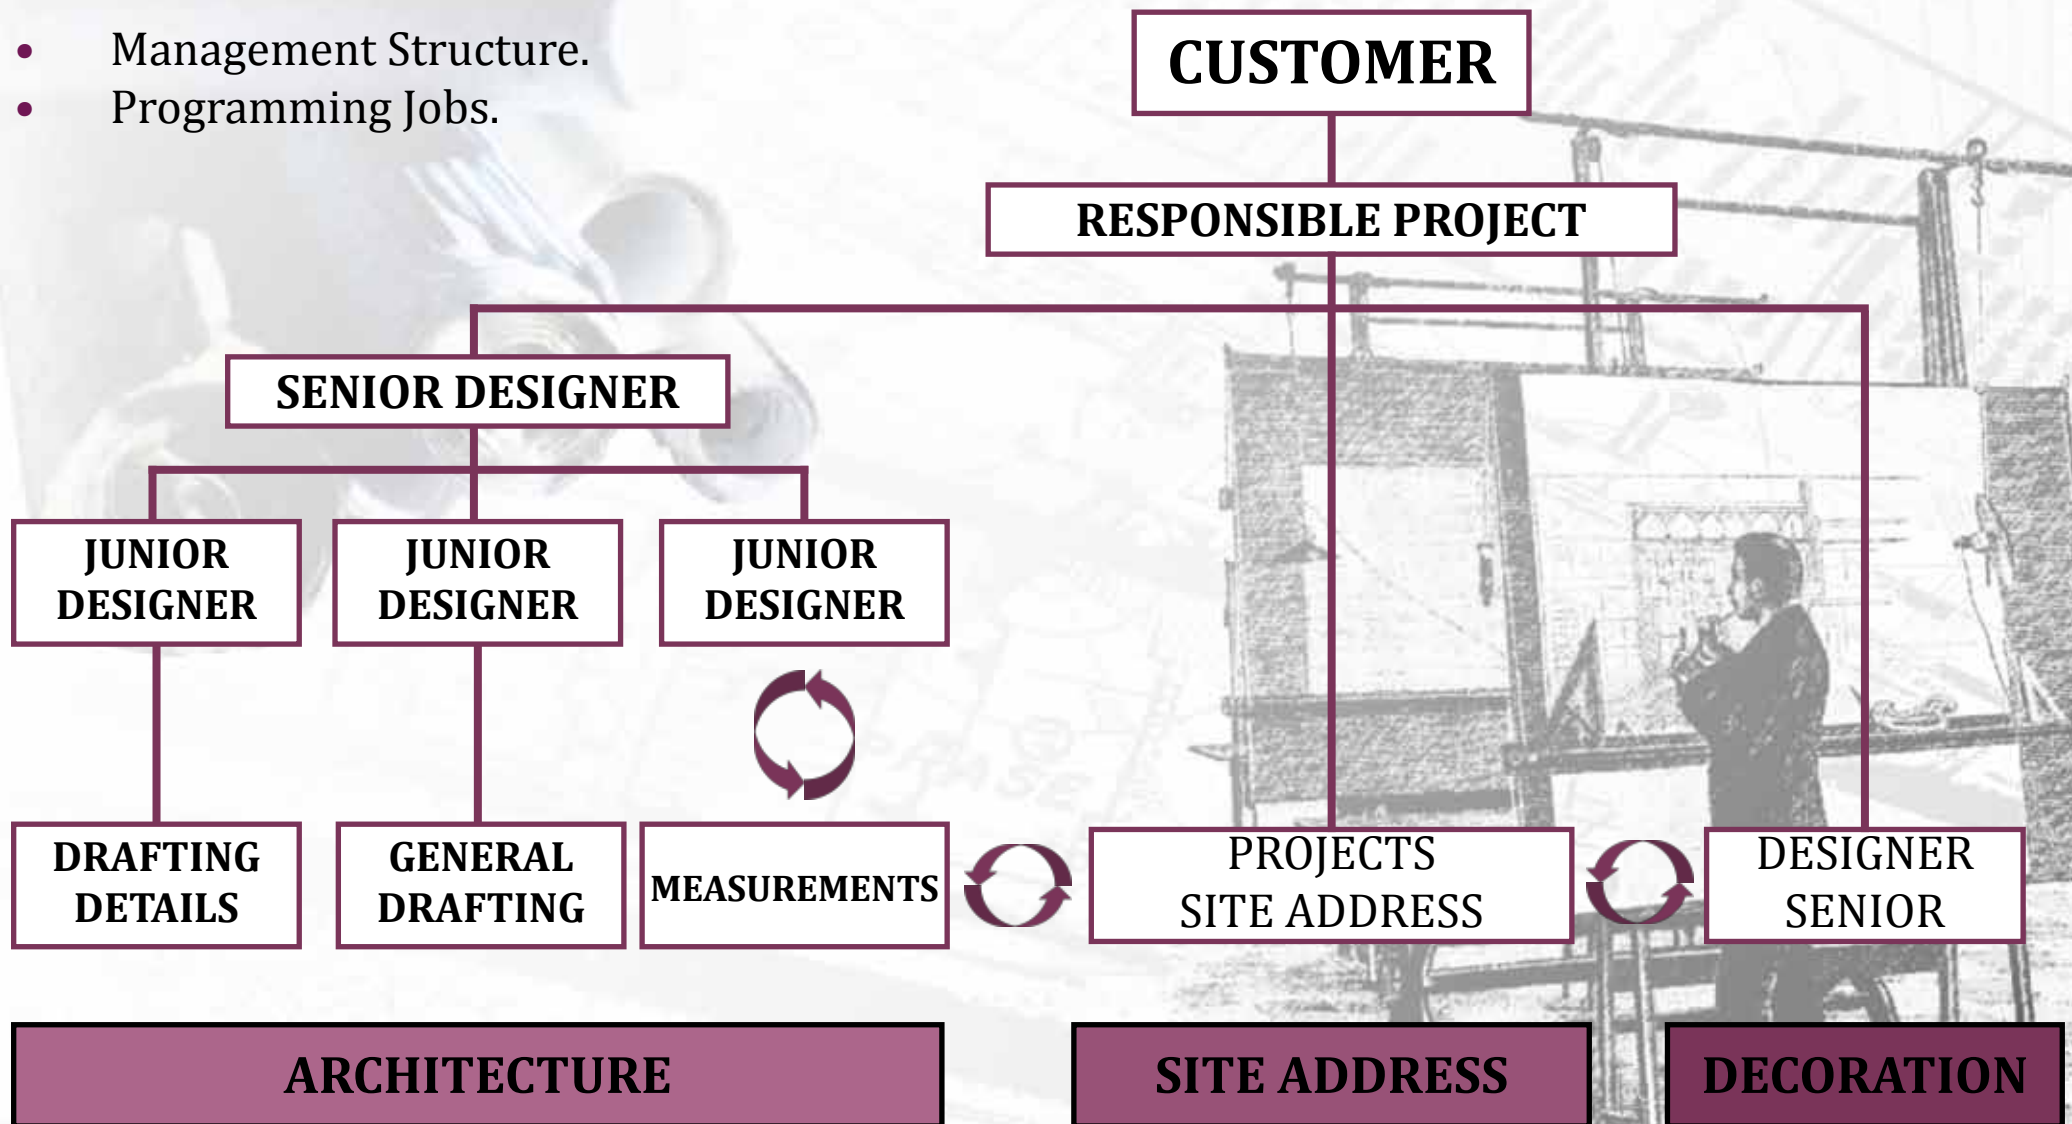 • Management Structure.
• Programming Jobs.
CUSTOMER
RESPONSIBLE PROJECT
SENIOR DESIGNER
JUNIOR
DESIGNER
JUNIOR
DESIGNER
JUNIOR
DESIGNER
DRAFTING
DETAILS
GENERAL
DRAFTING
MEASUREMENTS
PROJECTS
SITE ADDRESS
DESIGNER
SENIOR
ARCHITECTURE
SITE ADDRESS
DECORATION